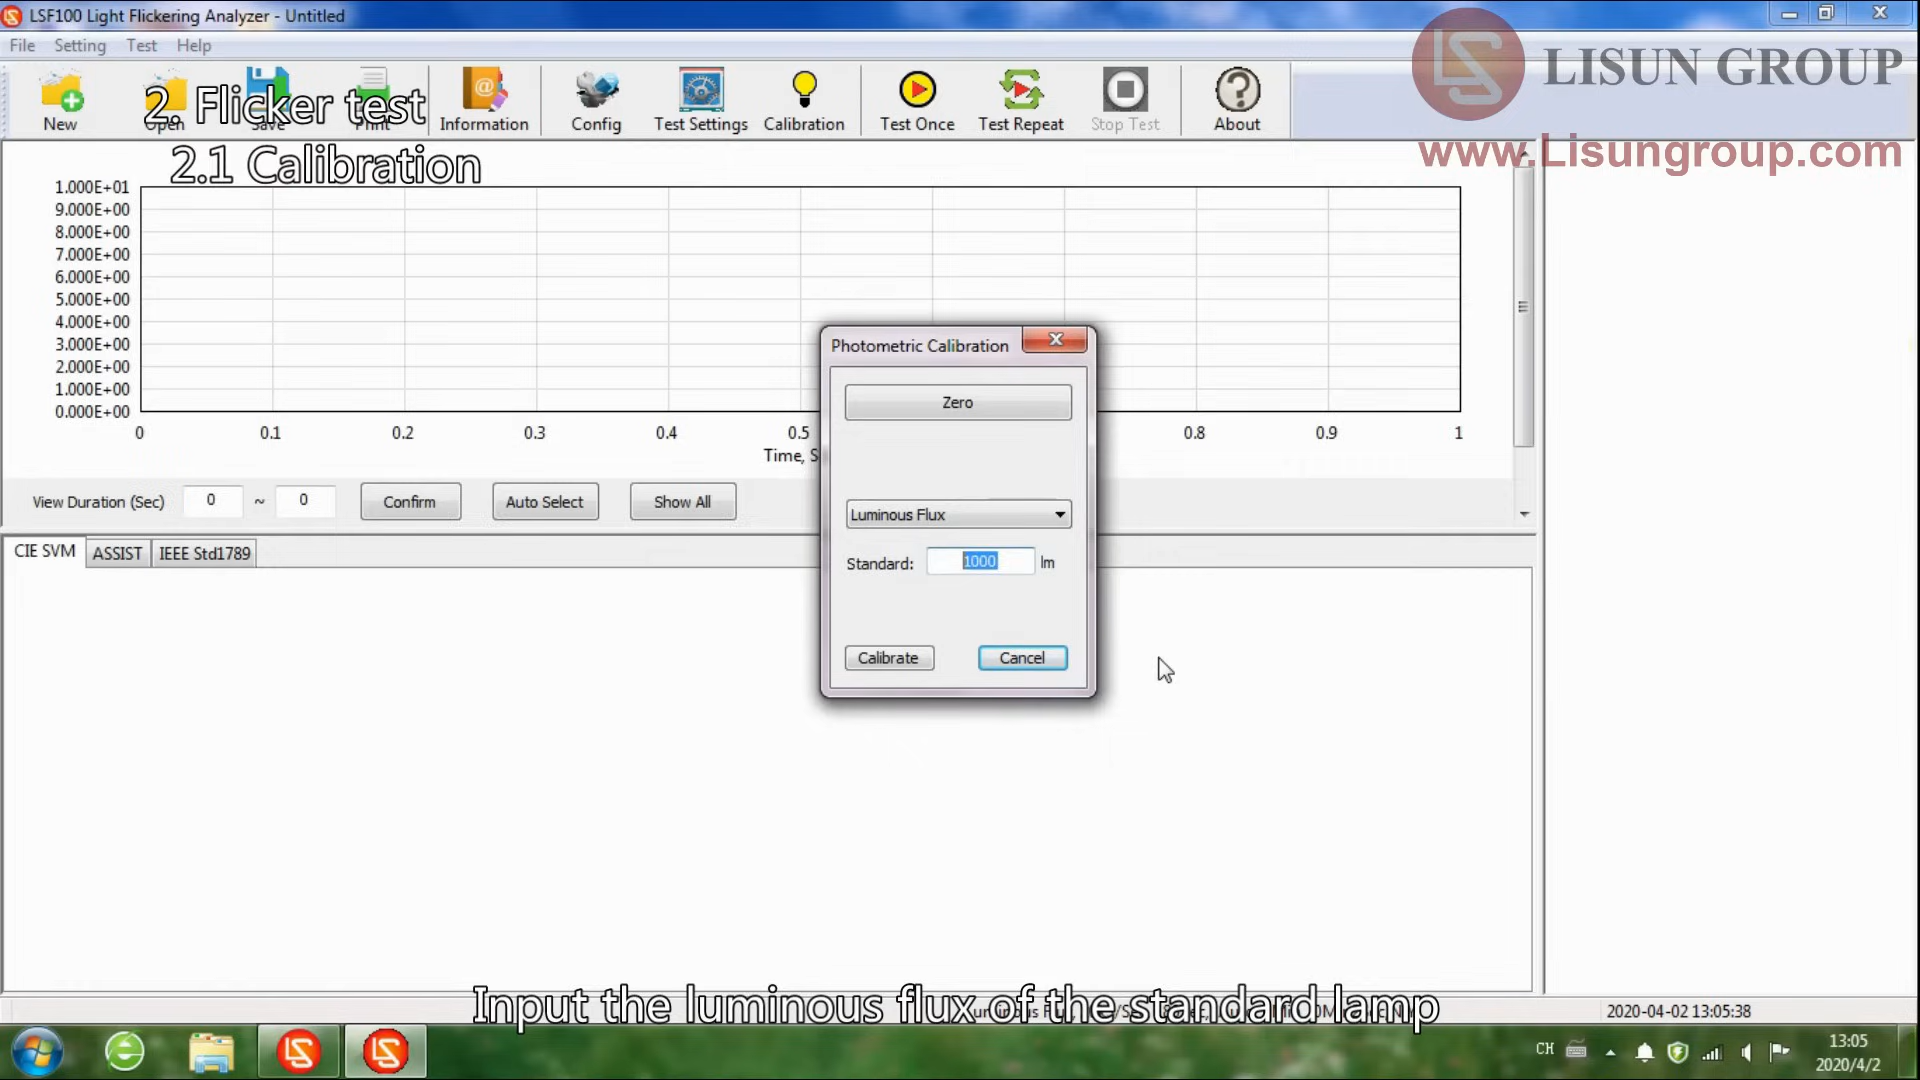 LSF100 Light Flickering Analyzer - Untitled
File Setting Test Help
LISUN GROUP
www.Lisungroup.com
New Open Save Print Information Config Test Settings Calibration Test Once Test Repeat Stop Test About
2. Flicker test
2.1 Calibration
1.000E+01
9.000E+00
8.000E+00
7.000E+00
6.000E+00
5.000E+00
4.000E+00
3.000E+00
2.000E+00
1.000E+00
0.000E+00
0 0.1 0.2 0.3 0.4 0.5 0.8 0.9 1
Time, S
View Duration (Sec) 0 ~ 0 Confirm Auto Select Show All
Photometric Calibration
Zero
Luminous Flux
Standard: 1000 lm
Calibrate Cancel
CIE SVM ASSIST IEEE Std1789
Input the luminous flux of the standard lamp
2020-04-02 13:05:38
CH
13:05
2020/4/2